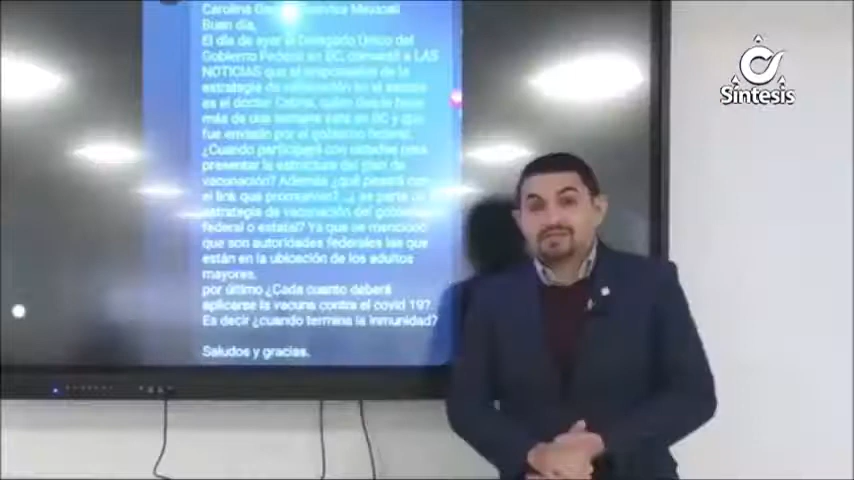 Carolina Síntesis Mexicali
Buen día,
El día de ayer el Delegado Único del
Gobierno Federal en BC, comentó a LAS
NOTICIAS que el responsable de la
estrategia de vacunación en el estado
es el doctor quien desde hace
más de una semana está en BC y que
fue enviado por el gobierno federal.
¿Cuando participará con ustedes para
presentar la estructura del plan de
vacunación? Además ¿qué pasará con
el link que promueven? ... es parte de
estrategia de vacunación del gobierno
federal o estatal? Ya que se mencionó
que son autoridades federales las que
están en la ubicación de los adultos
mayores.
por último ¿Cada cuanto deberá
aplicarse la vacuna contra el covid 19?.
Es decir ¿cuando termina la inmunidad?
Saludos y gracias.
Síntesis